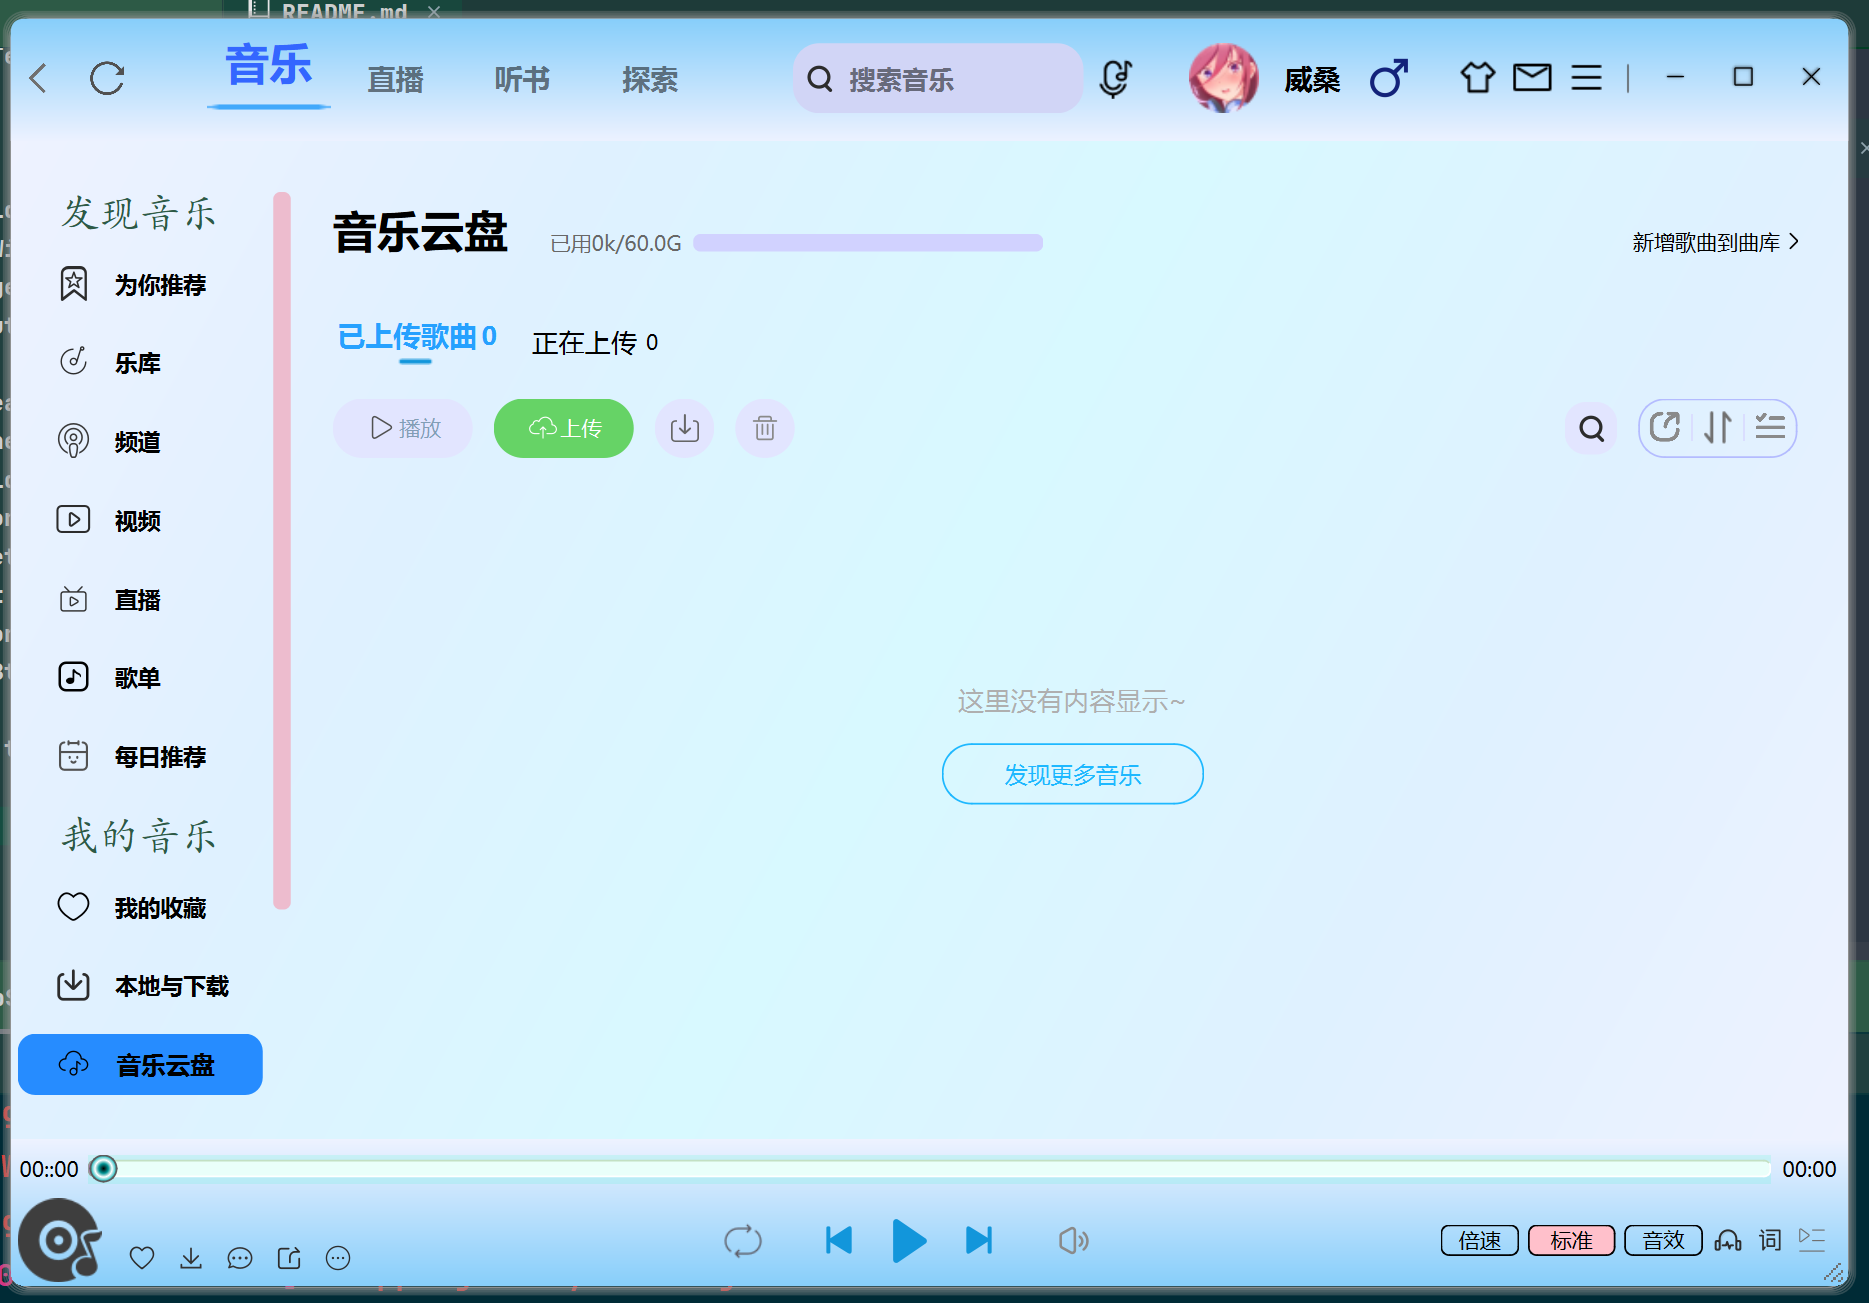 README.md
音乐
直播
听书
探索
搜索音乐
威桑
发现音乐
为你推荐
乐库
频道
视频
直播
歌单
每日推荐
我的音乐
我的收藏
本地与下载
音乐云盘
音乐云盘
已用0k/60.0G
新增歌曲到曲库
已上传歌曲 0
正在上传 0
播放
上传
这里没有内容显示~
发现更多音乐
00::00
00:00
倍速
标准
音效
词